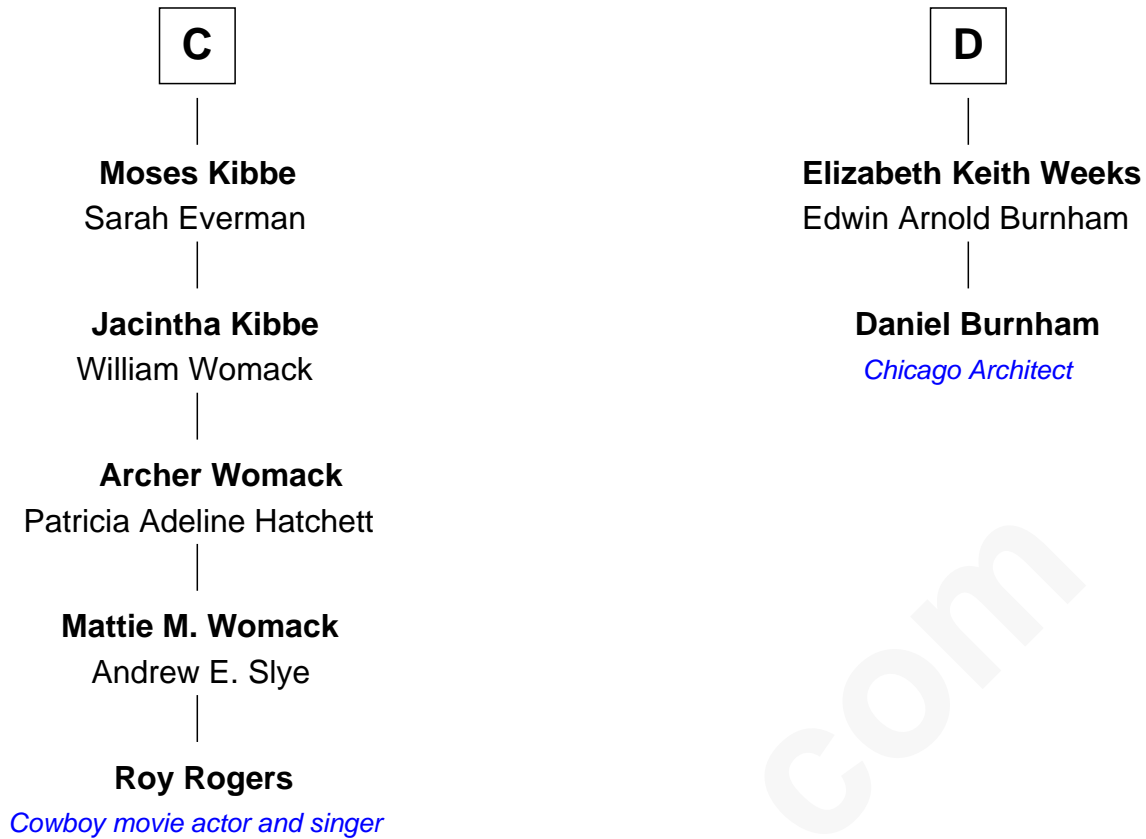 C
Moses Kibbe
Sarah Everman
Jacintha Kibbe
William Womack
Archer Womack
Patricia Adeline Hatchett
Mattie M. Womack
Andrew E. Slye
Roy Rogers
Cowboy movie actor and singer
D
Elizabeth Keith Weeks
Edwin Arnold Burnham
Daniel Burnham
Chicago Architect
com